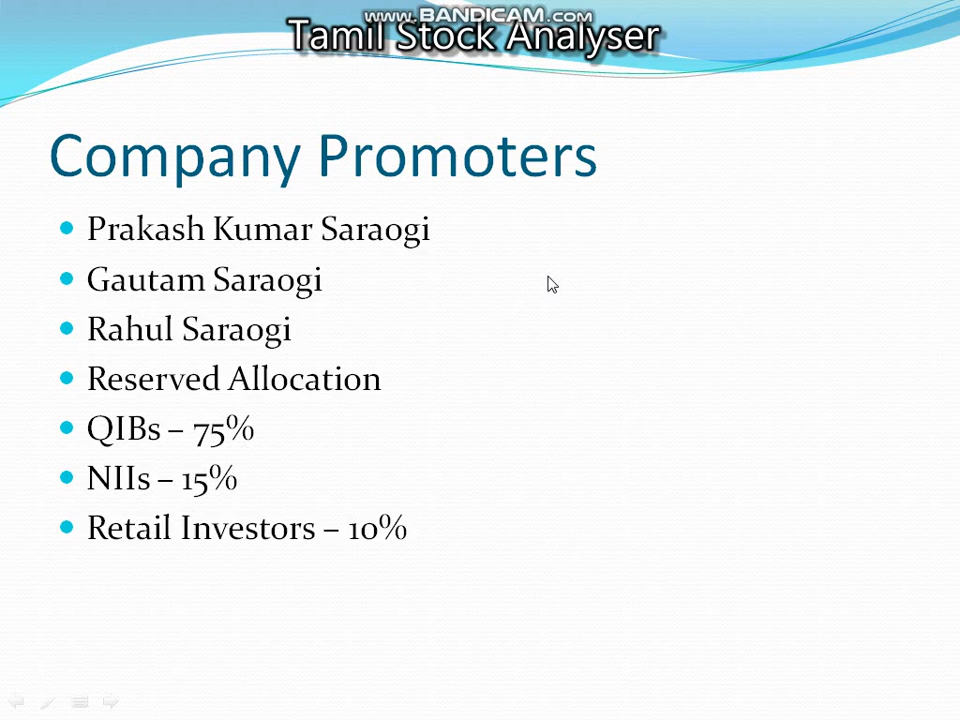 www.BANDICAM.com
Tamil Stock Analyser
Company Promoters
Prakash Kumar Saraogi
Gautam Saraogi
Rahul Saraogi
Reserved Allocation
QIBs – 75%
NIIs – 15%
Retail Investors – 10%